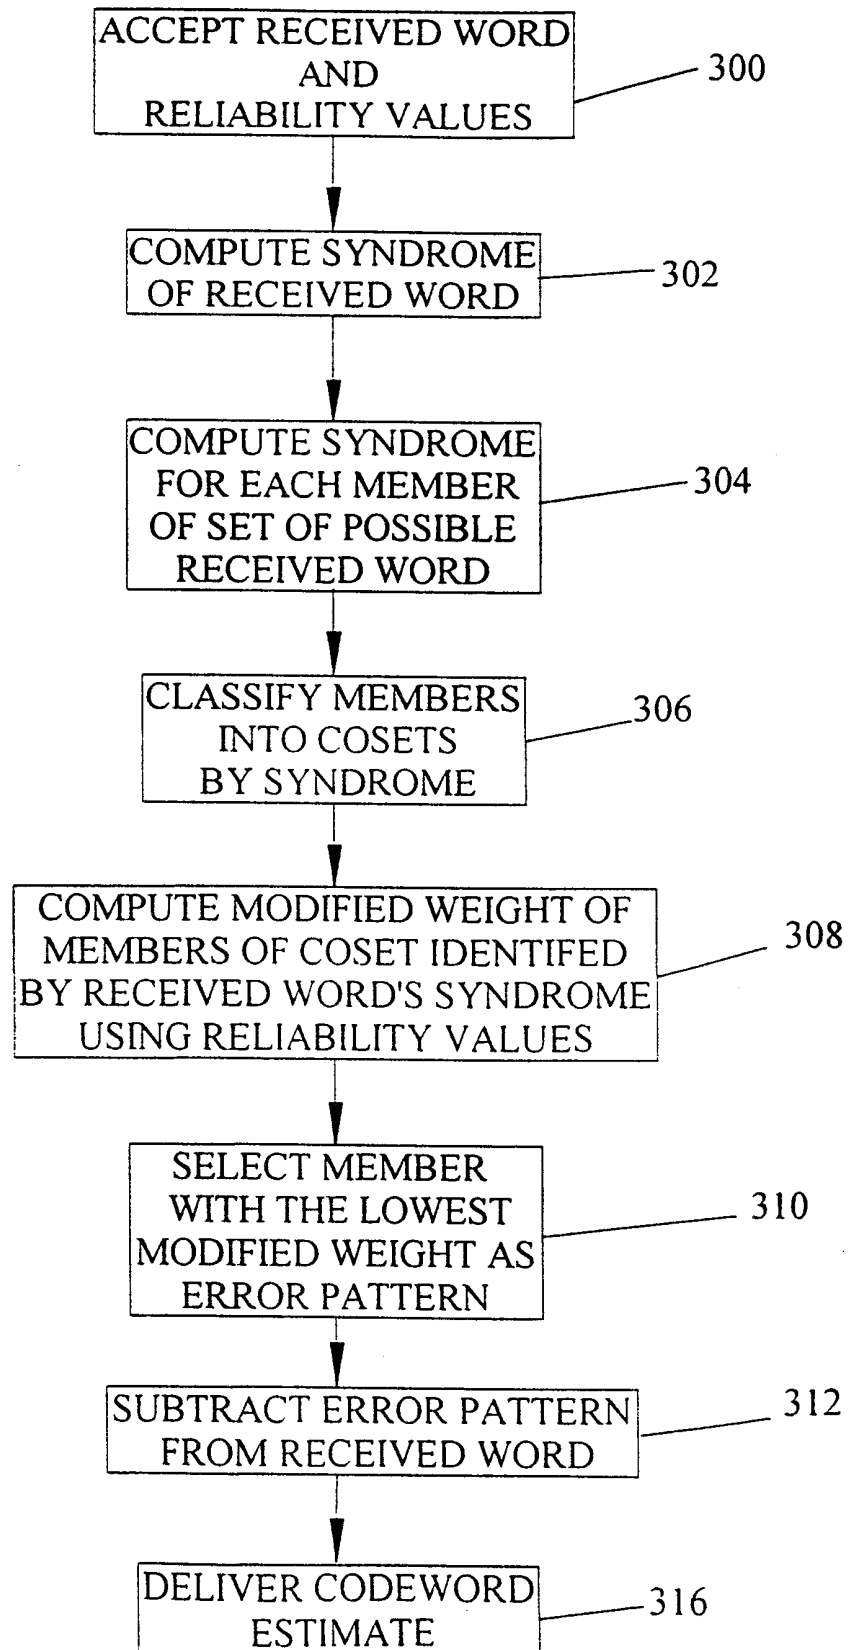 ACCEPT RECEIVED WORD
AND
RELIABILITY VALUES
300
COMPUTE SYNDROME
OF RECEIVED WORD
302
COMPUTE SYNDROME
FOR EACH MEMBER
OF SET OF POSSIBLE
RECEIVED WORD
304
CLASSIFY MEMBERS
INTO COSETS
BY SYNDROME
306
COMPUTE MODIFIED WEIGHT OF
MEMBERS OF COSET IDENTIFED
BY RECEIVED WORD'S SYNDROME
USING RELIABILITY VALUES
308
SELECT MEMBER
WITH THE LOWEST
MODIFIED WEIGHT AS
ERROR PATTERN
310
SUBTRACT ERROR PATTERN
FROM RECEIVED WORD
312
DELIVER CODEWORD
ESTIMATE
316